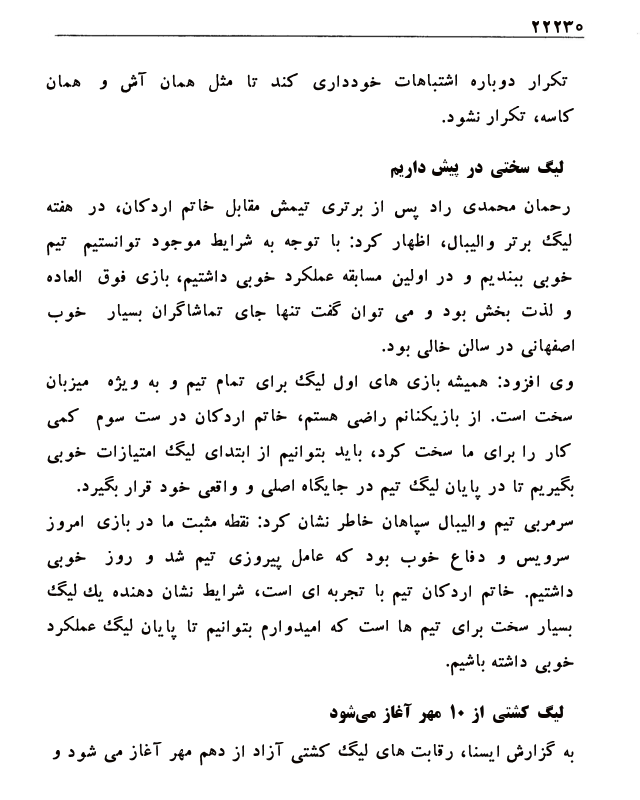 ۲۲۲۳۰
تکرار دوباره اشتباهات خودداری کند تا مثل همان آش و همان
کاسه، تکرار نشود.
لیگ سختی در پیش داریم
رحمان محمدی راد پس از برتری تیمش مقابل خاتم اردکان، در هفته
لیگ برتر والیبال، اظهار کرد: با توجه به شرایط موجود توانستیم تیم
خوبی ببندیم و در اولین مسابقه عملکرد خوبی داشتیم، بازی فوق العاده
و لذت بخش بود و می توان گفت تنها جای تماشاگران بسیار خوب
اصفهانی در سالن خالی بود.
وی افزود: همیشه بازی های اول لیگ برای تمام تیم و به ویژه میزبان
سخت است. از بازیکنانم راضی هستم، خاتم اردکان در ست سوم کمی
کار را برای ما سخت کرد، باید بتوانیم از ابتدای لیگ امتیازات خوبی
بگیریم تا در پایان لیگ تیم در جایگاه اصلی و واقعی خود قرار بگیرد.
سرمربی تیم والیبال سپاهان خاطر نشان کرد: نقطه مثبت ما در بازی امروز
سرویس و دفاع خوب بود که عامل پیروزی تیم شد و روز خوبی
داشتیم. خاتم اردکان تیم با تجربه ای است، شرایط نشان دهنده یك لیگ
بسیار سخت برای تیم ها است که امیدوارم بتوانیم تا پایان لیگ عملکرد
خوبی داشته باشیم.
لیگ کشتی از ۱۰ مهر آغاز می‌شود
به گزارش ایسنا، رقابت های لیگ کشتی آزاد از دهم مهر آغاز می شود و